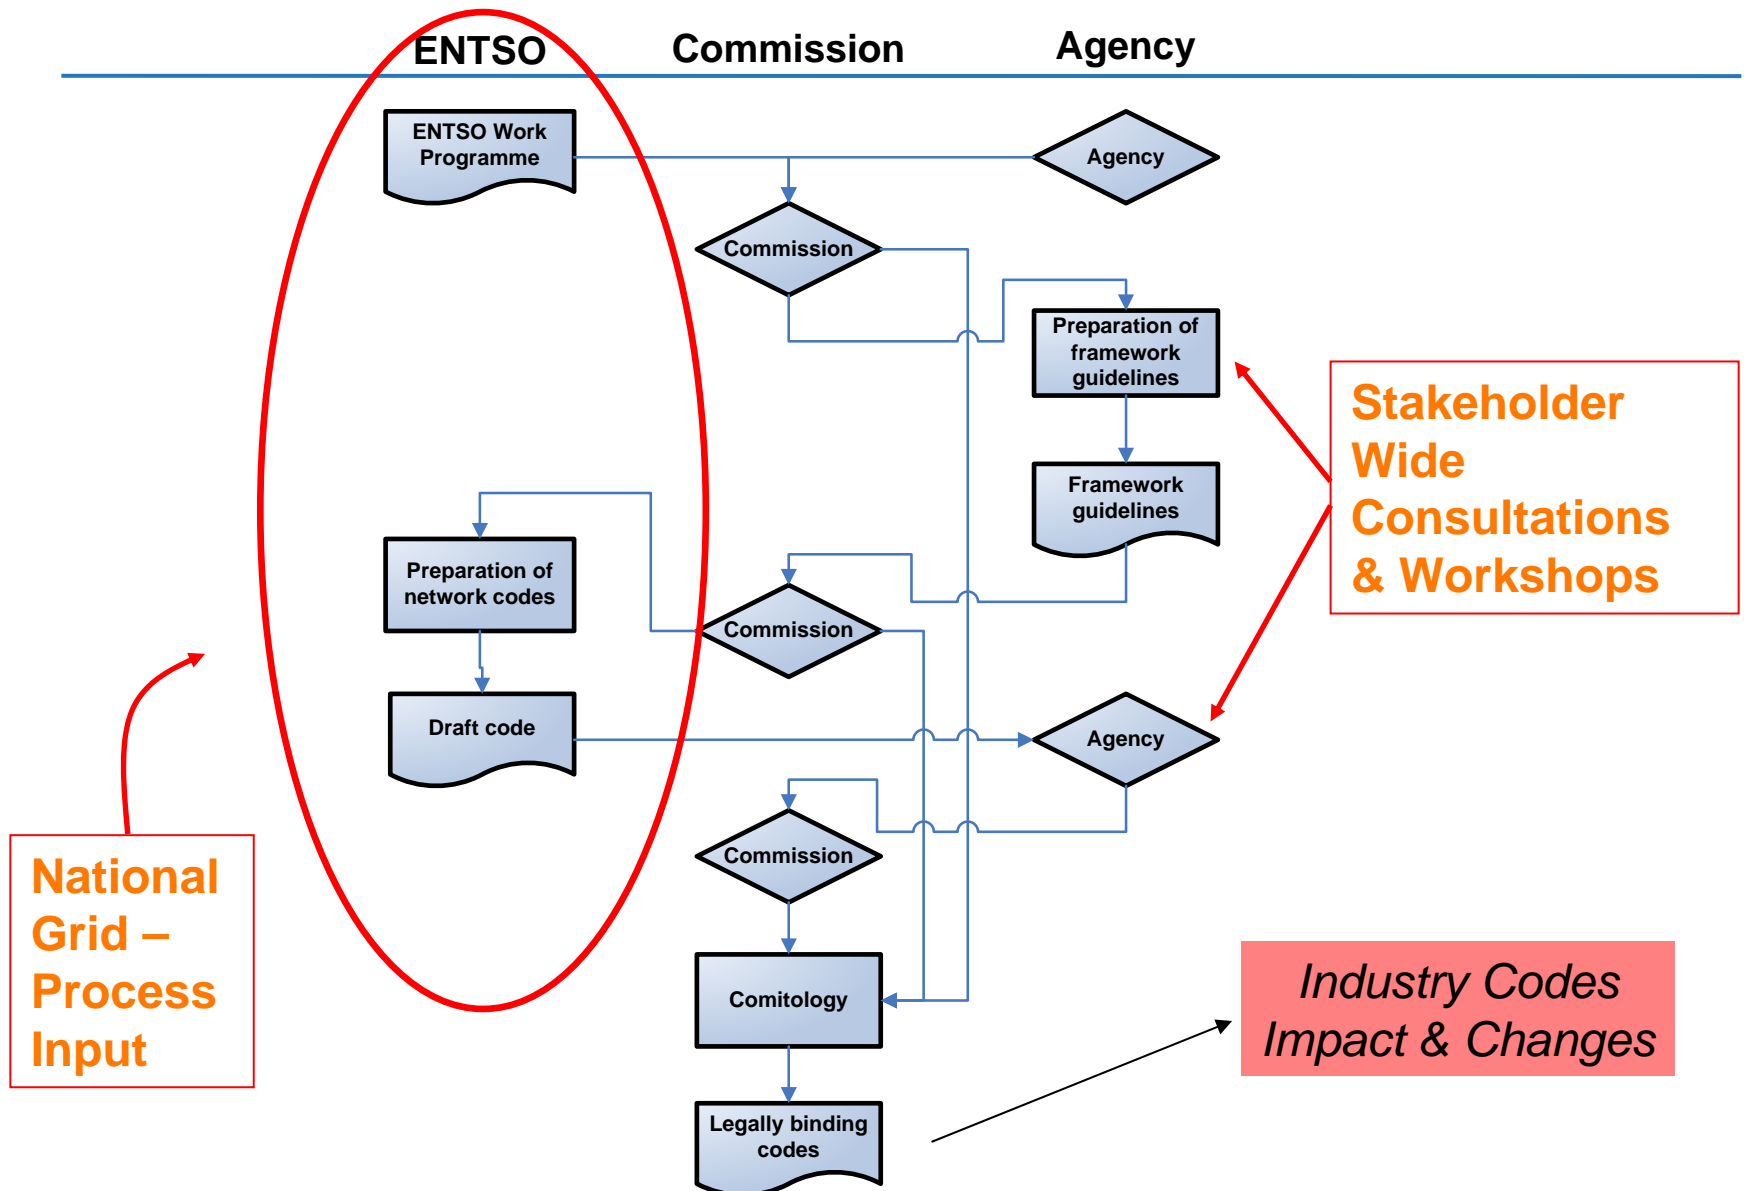 ENTSO
Commission
Agency
ENTSO Work
Programme
Agency
Commission
Preparation of
framework
guidelines
Stakeholder
Wide
Consultations
& Workshops
Framework
guidelines
Preparation of
network codes
Commission
Draft code
Agency
Commission
National
Grid –
Process
Input
Comitology
Industry Codes
Impact & Changes
Legally binding
codes